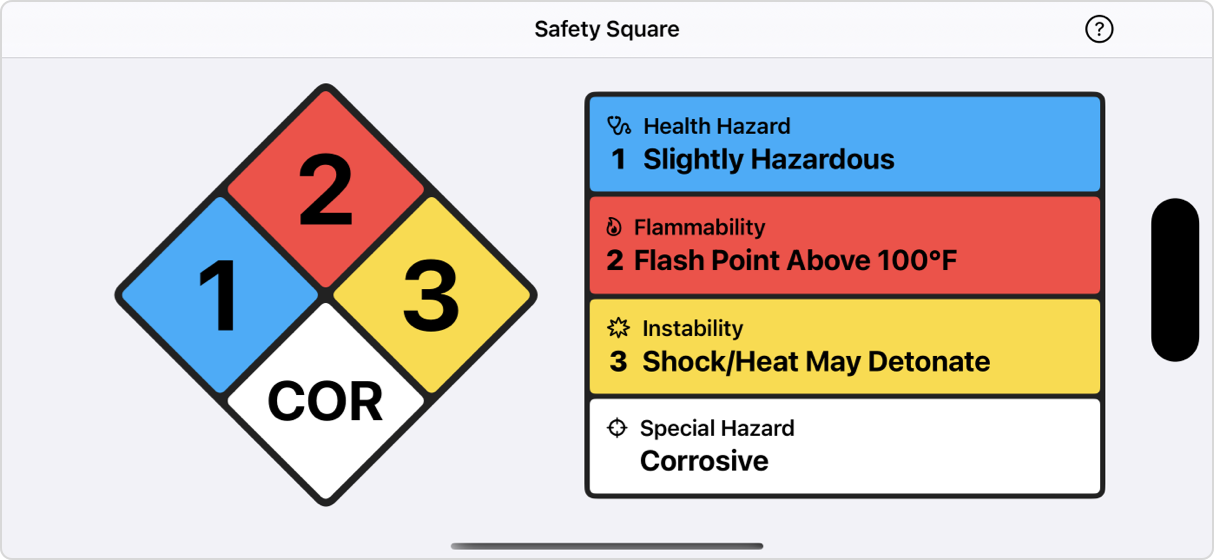 Safety Square
?
2
1
3
COR
Health Hazard
1 Slightly Hazardous
Flammability
2 Flash Point Above 100°F
Instability
3 Shock/Heat May Detonate
Special Hazard
Corrosive